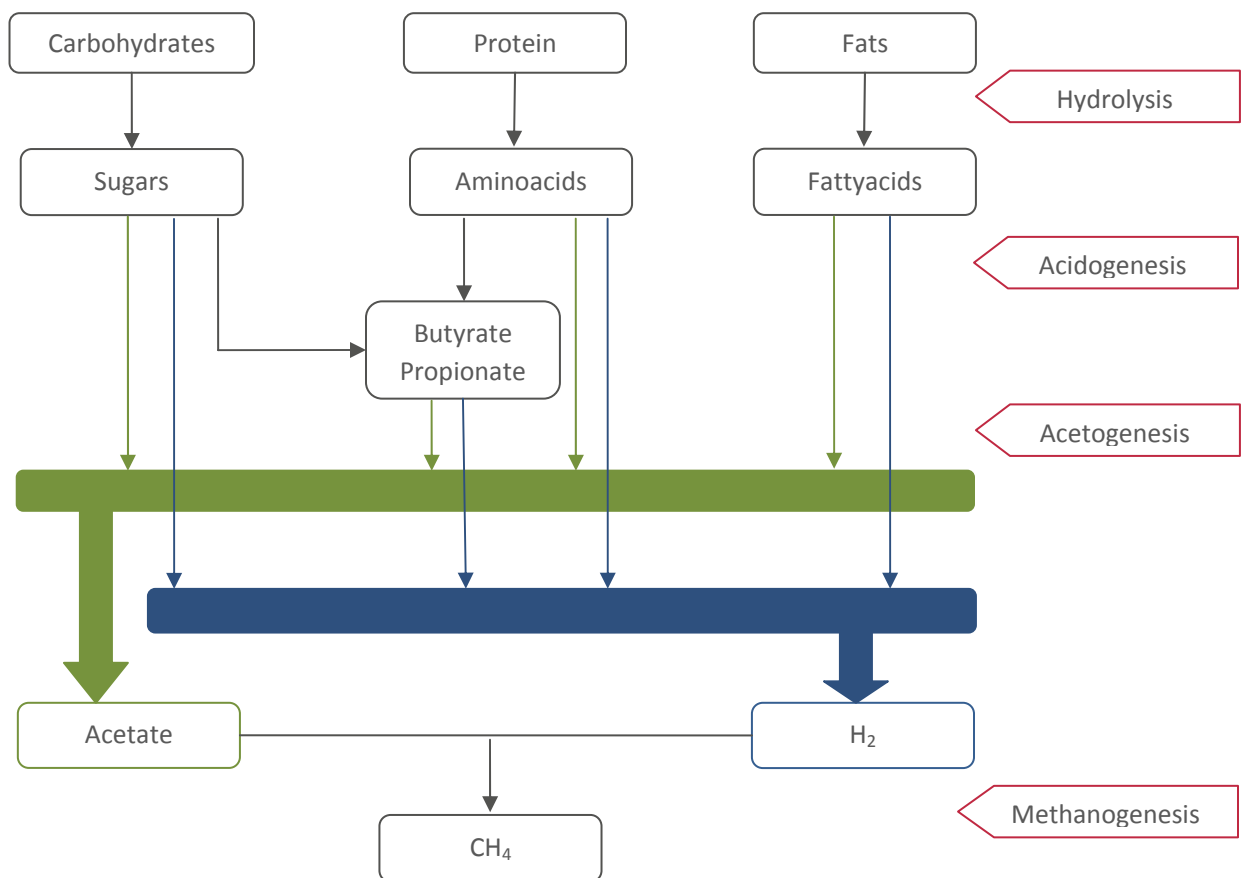 Carbohydrates
Protein
Fats
Hydrolysis
Sugars
Aminoacids
Fattyacids
Acidogenesis
Butyrate
Propionate
Acetogenesis
Acetate
H₂
Methanogenesis
CH₄